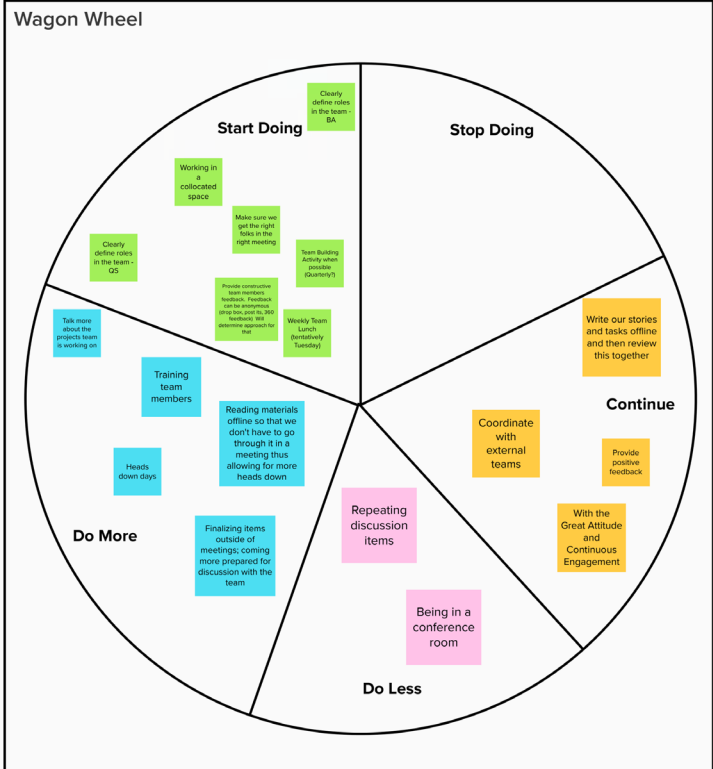 Wagon Wheel
Start Doing
Clearly
define roles
in the team -
BA
Working in
a
collocated
space
Make sure we
get the right
folks in the
right meeting
Clearly
define roles
in the team -
QS
Team Building
Activity when
possible
(Quarterly?)
Provide constructive
team members
feedback. Feedback
can be anonymous
(drop box, post its, 360
feedback) Will
determine approach for
that
Weekly Team
Lunch
(tentatively
Tuesday)
Stop Doing
Continue
Write our stories
and tasks offline
and then review
this together
Coordinate
with
external
teams
Provide
positive
feedback
With the
Great Attitude
and
Continuous
Engagement
Do Less
Repeating
discussion
items
Being in a
conference
room
Do More
Talk more
about the
projects team
is working on
Training
team
members
Reading materials
offline so that we
don't have to go
through it in a
meeting thus
allowing for more
heads down
Heads
down days
Finalizing items
outside of
meetings; coming
more prepared for
discussion with the
team